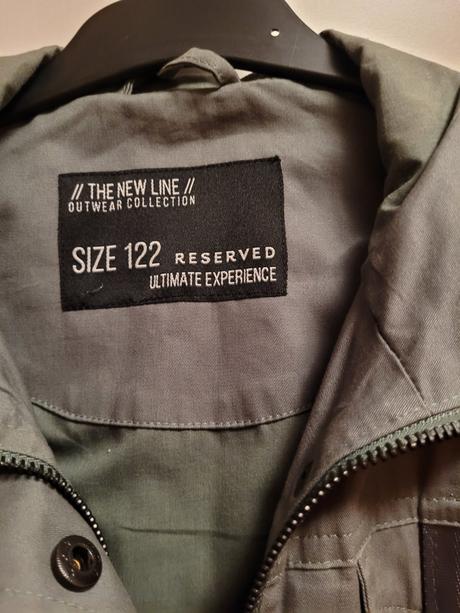 // THE NEW LINE //
OUTWEAR COLLECTION
SIZE 122 RESERVED
ULTIMATE EXPERIENCE